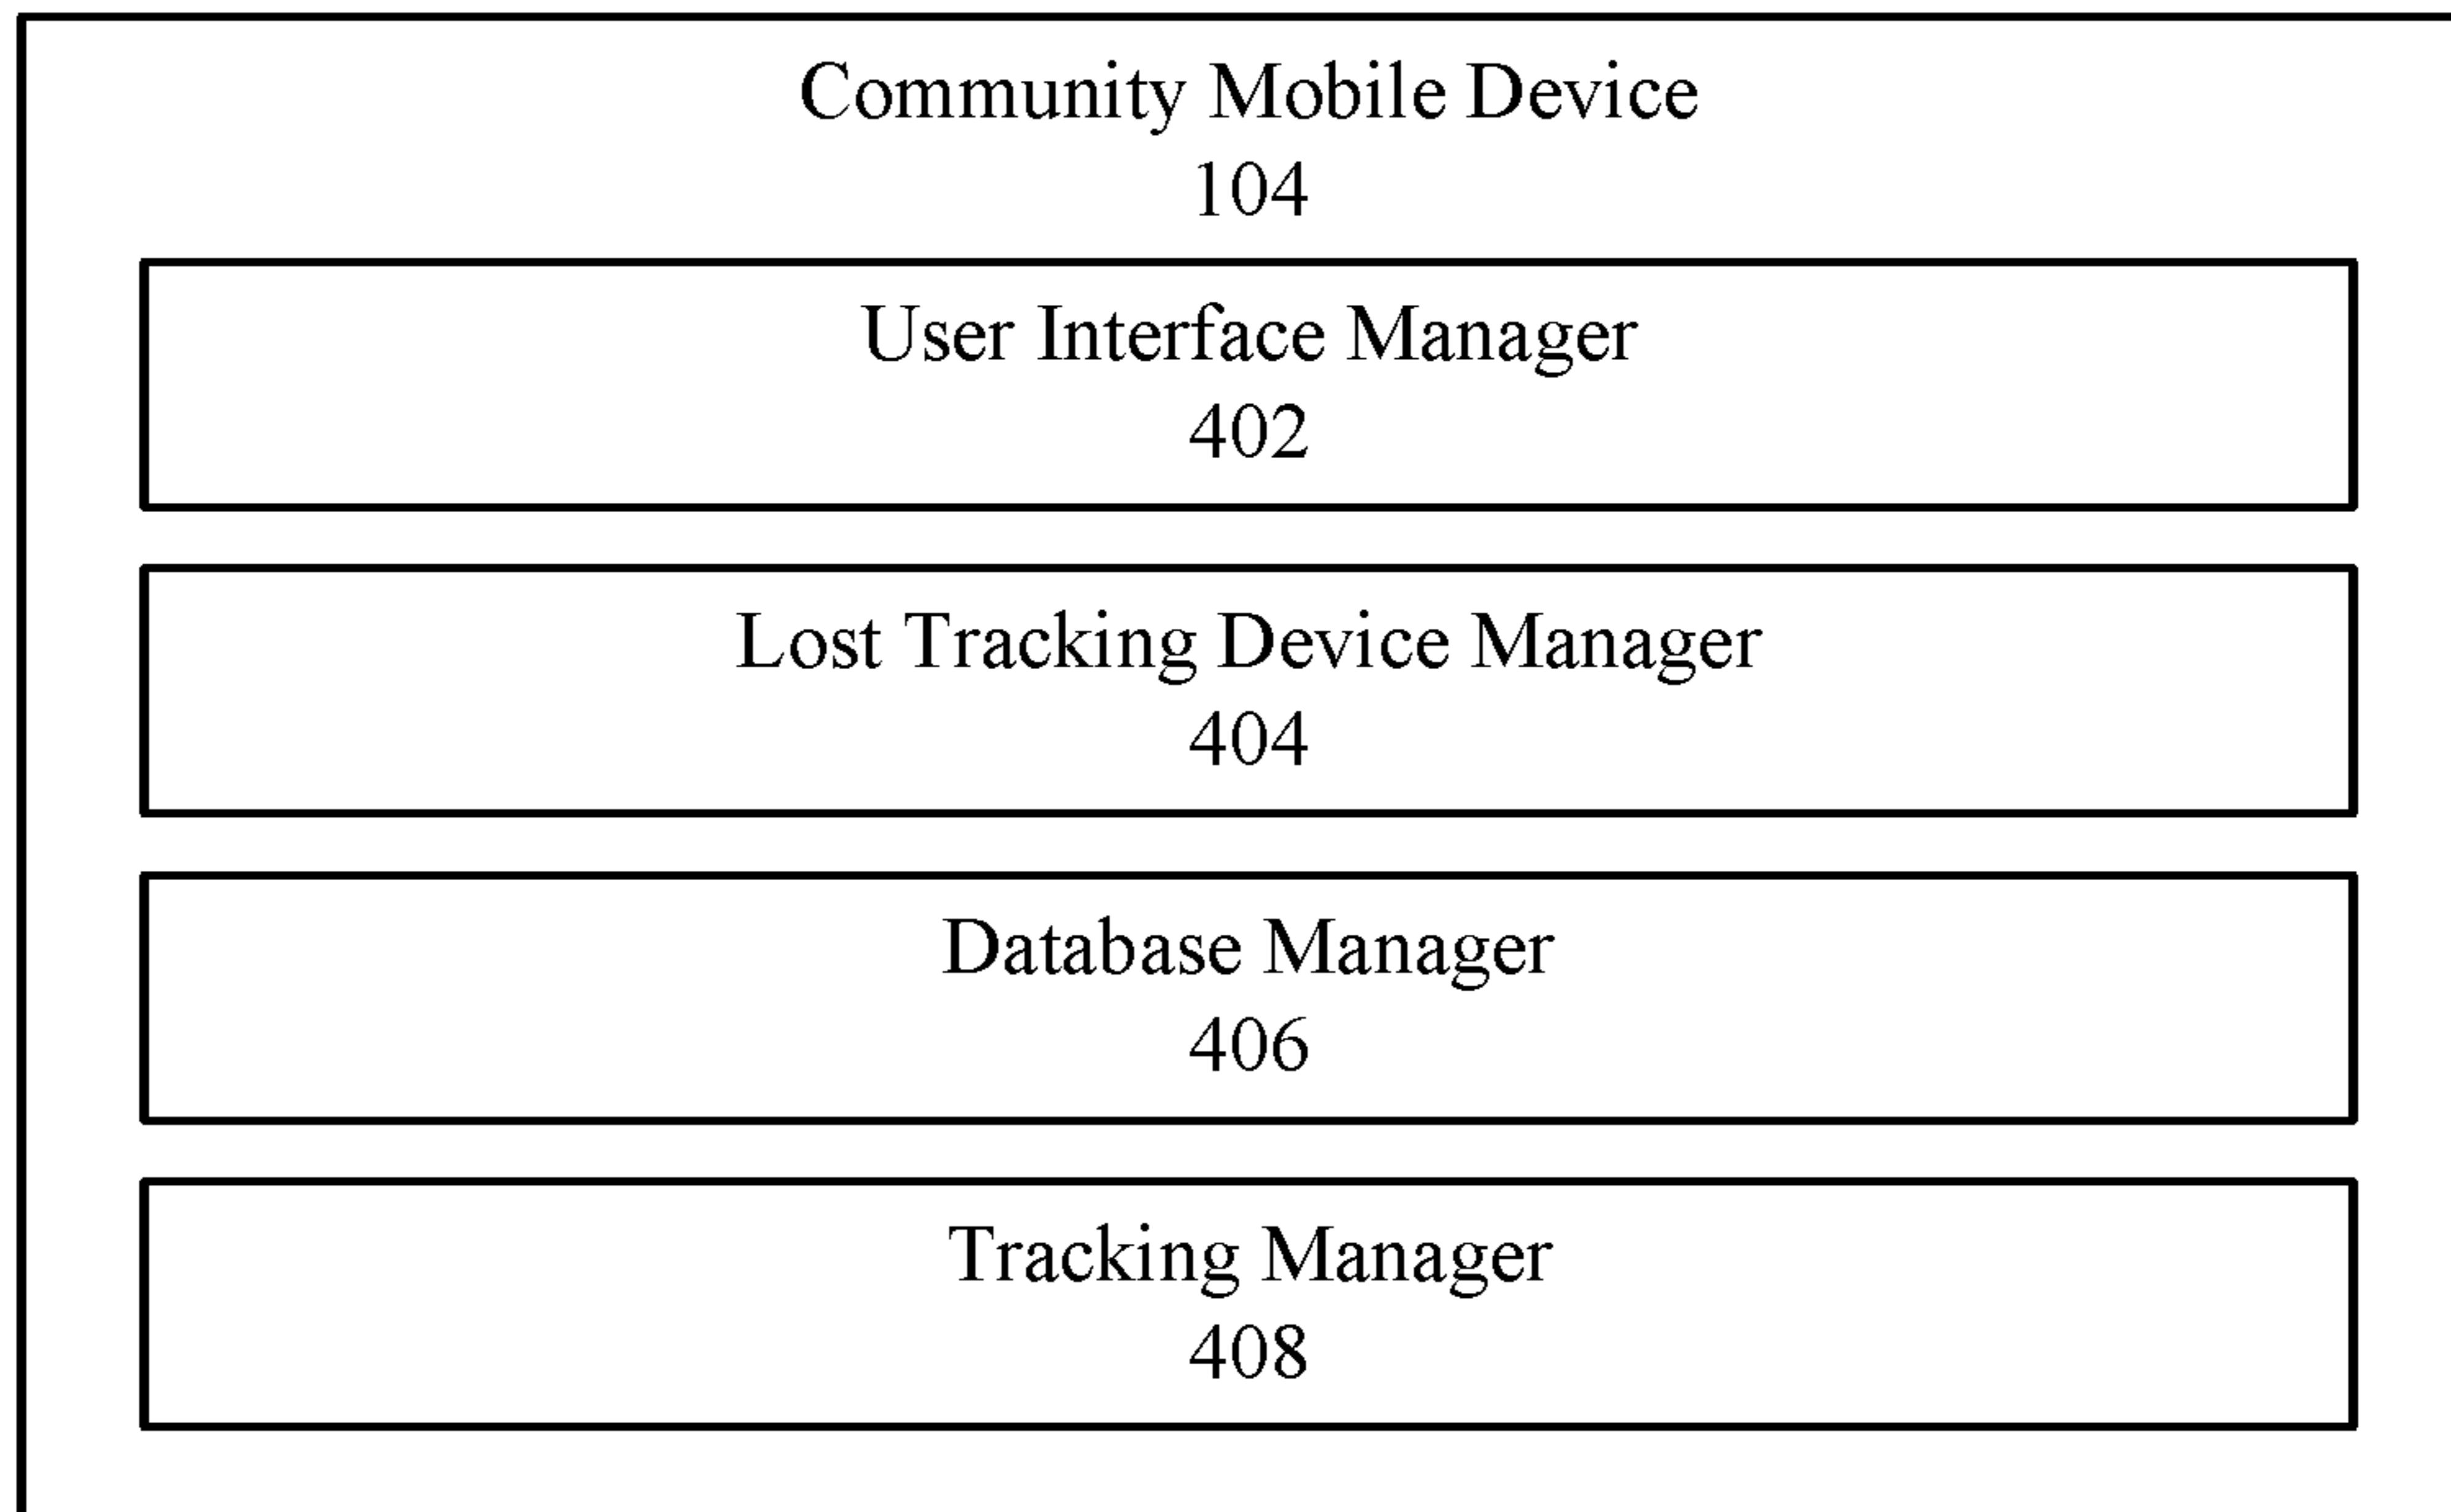 Community Mobile Device
104
User Interface Manager
402
Lost Tracking Device Manager
404
Database Manager
406
Tracking Manager
408